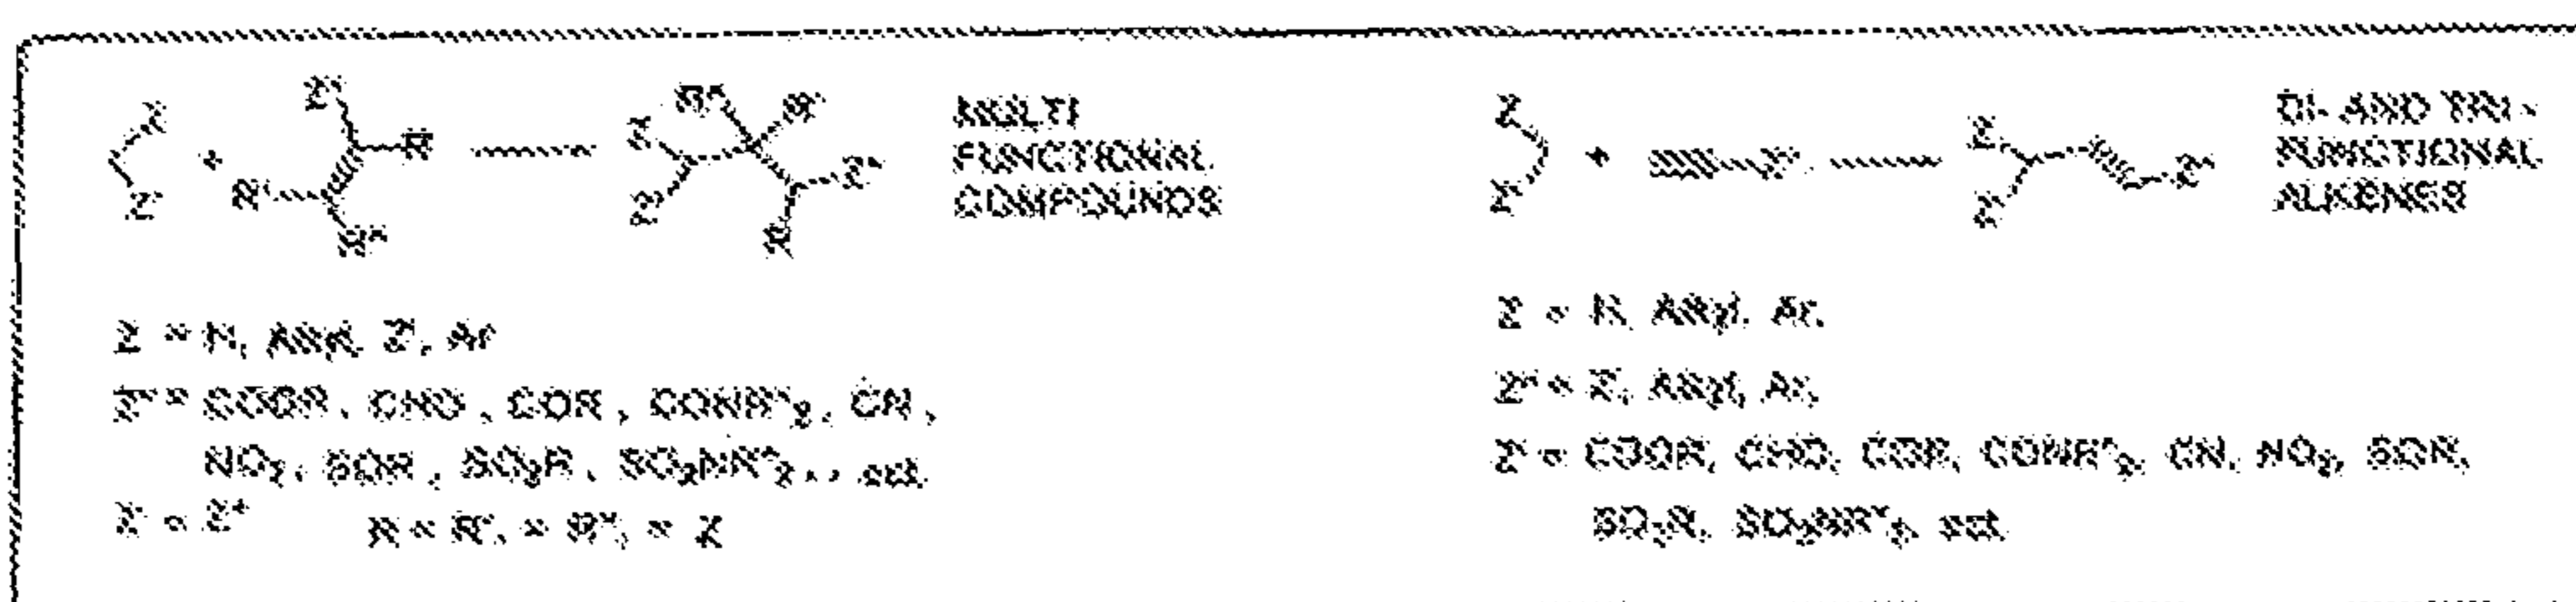 MULTI
FUNCTIONAL
COMPOUNDS
Z = H, Alkyl, Z', Ar
Z'' = COOR, CHO, COR, CONR''₂, CN,
NO₂, SOR, SO₂R, SO₂NR''₂, , ect.
R = R', = R'', = Z
DI- AND TRI-
FUNCTIONAL
ALKENES
Z = H, Alkyl, Ar,
Z'' = Z', Alkyl, Ar,
Z' = COOR, CHO, COR, CONR''₂, CN, NO₂, SOR,
SO₂R, SO₂NR''₂, ect